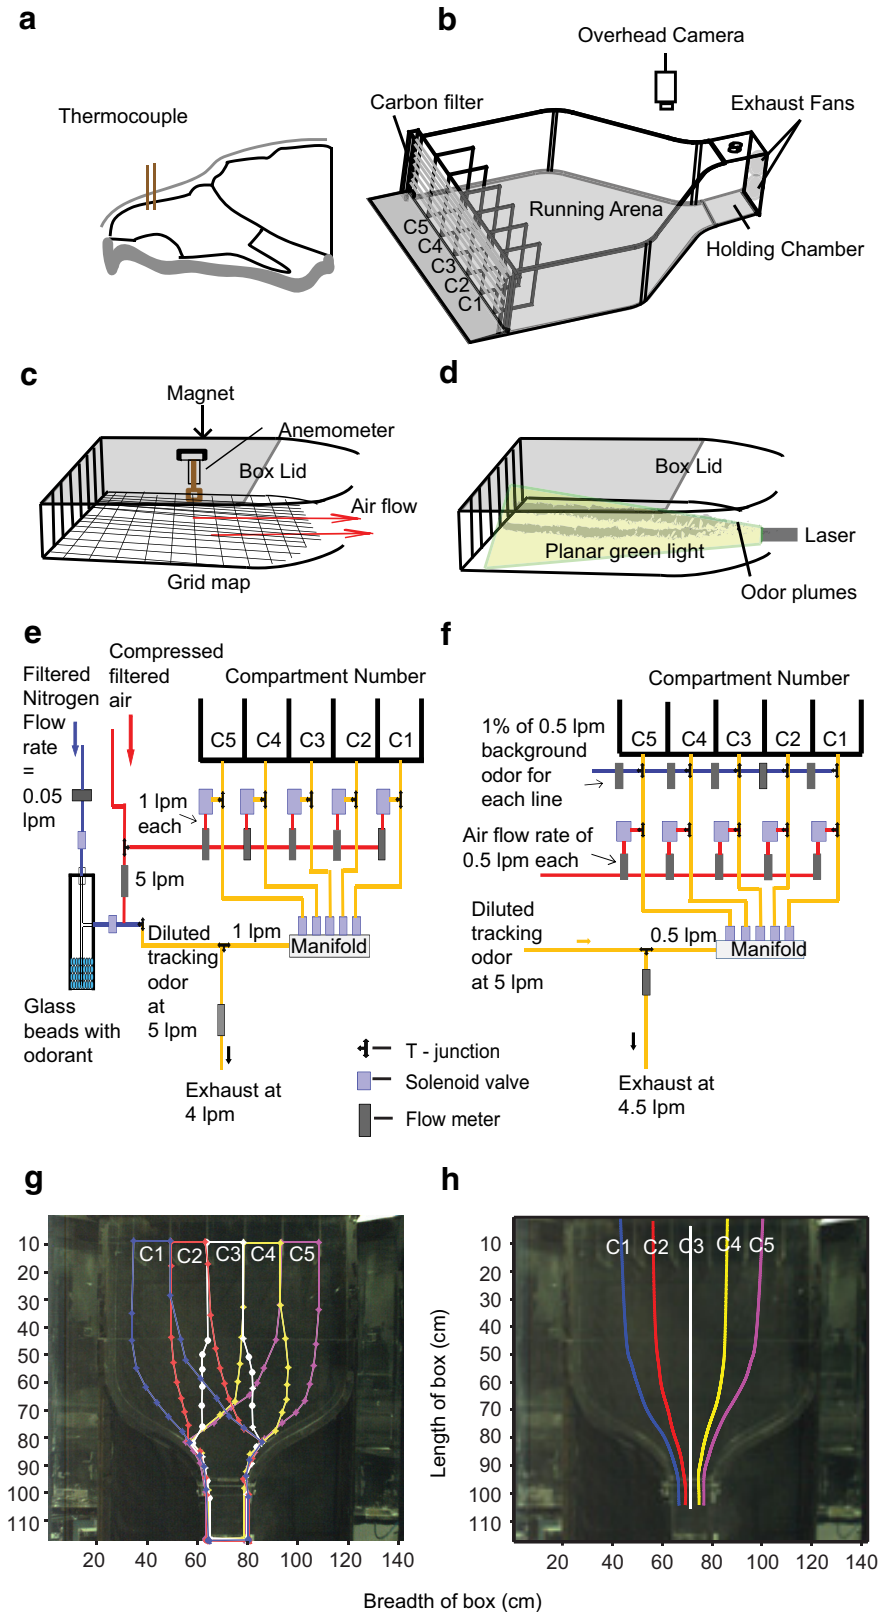 a
Thermocouple
b
Overhead Camera
Carbon filter
Exhaust Fans
Running Arena
Holding Chamber
C5
C4
C3
C2
C1
c
Magnet
Anemometer
Box Lid
Air flow
Grid map
d
Box Lid
Laser
Planar green light
Odor plumes
e
Filtered
Nitrogen
Flow
rate
=
0.05
lpm
Compressed
filtered
air
Compartment Number
C5 C4 C3 C2 C1
1 lpm
each
5 lpm
Diluted
tracking
odor
at
5 lpm
1 lpm
Manifold
Glass
beads with
odorant
Exhaust at
4 lpm
T - junction
Solenoid valve
Flow meter
f
Compartment Number
C5 C4 C3 C2 C1
1% of 0.5 lpm
background
odor for
each line
Air flow rate of
0.5 lpm each
Diluted
tracking
odor
at 5 lpm
0.5 lpm
Manifold
Exhaust at
4.5 lpm
g
C1 C2 C3 C4 C5
10
20
30
40
50
60
70
80
90
100
110
20 40 60 80 100 120 140
h
C1 C2 C3 C4 C5
Length of box (cm)
10
20
30
40
50
60
70
80
90
100
110
20 40 60 80 100 120 140
Breadth of box (cm)